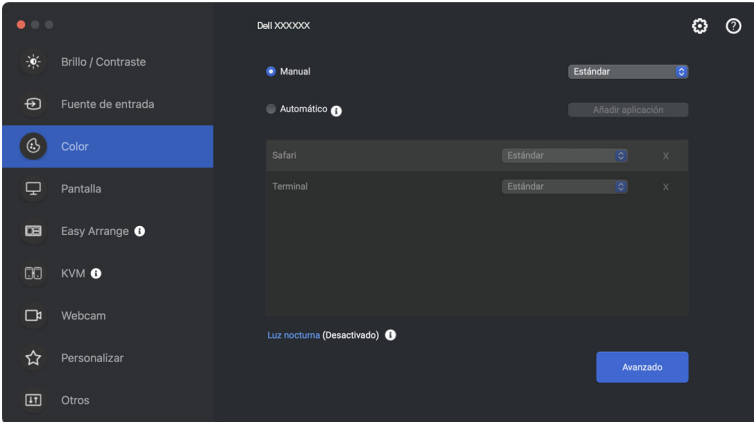 Dell XXXXXX
Brillo / Contraste
Fuente de entrada
Color
Pantalla
Easy Arrange
KVM
Webcam
Personalizar
Otros
Manual
Estándar
Automático
Añadir aplicación
Safari
Estándar
X
Terminal
Estándar
X
Luz nocturna (Desactivado)
Avanzado